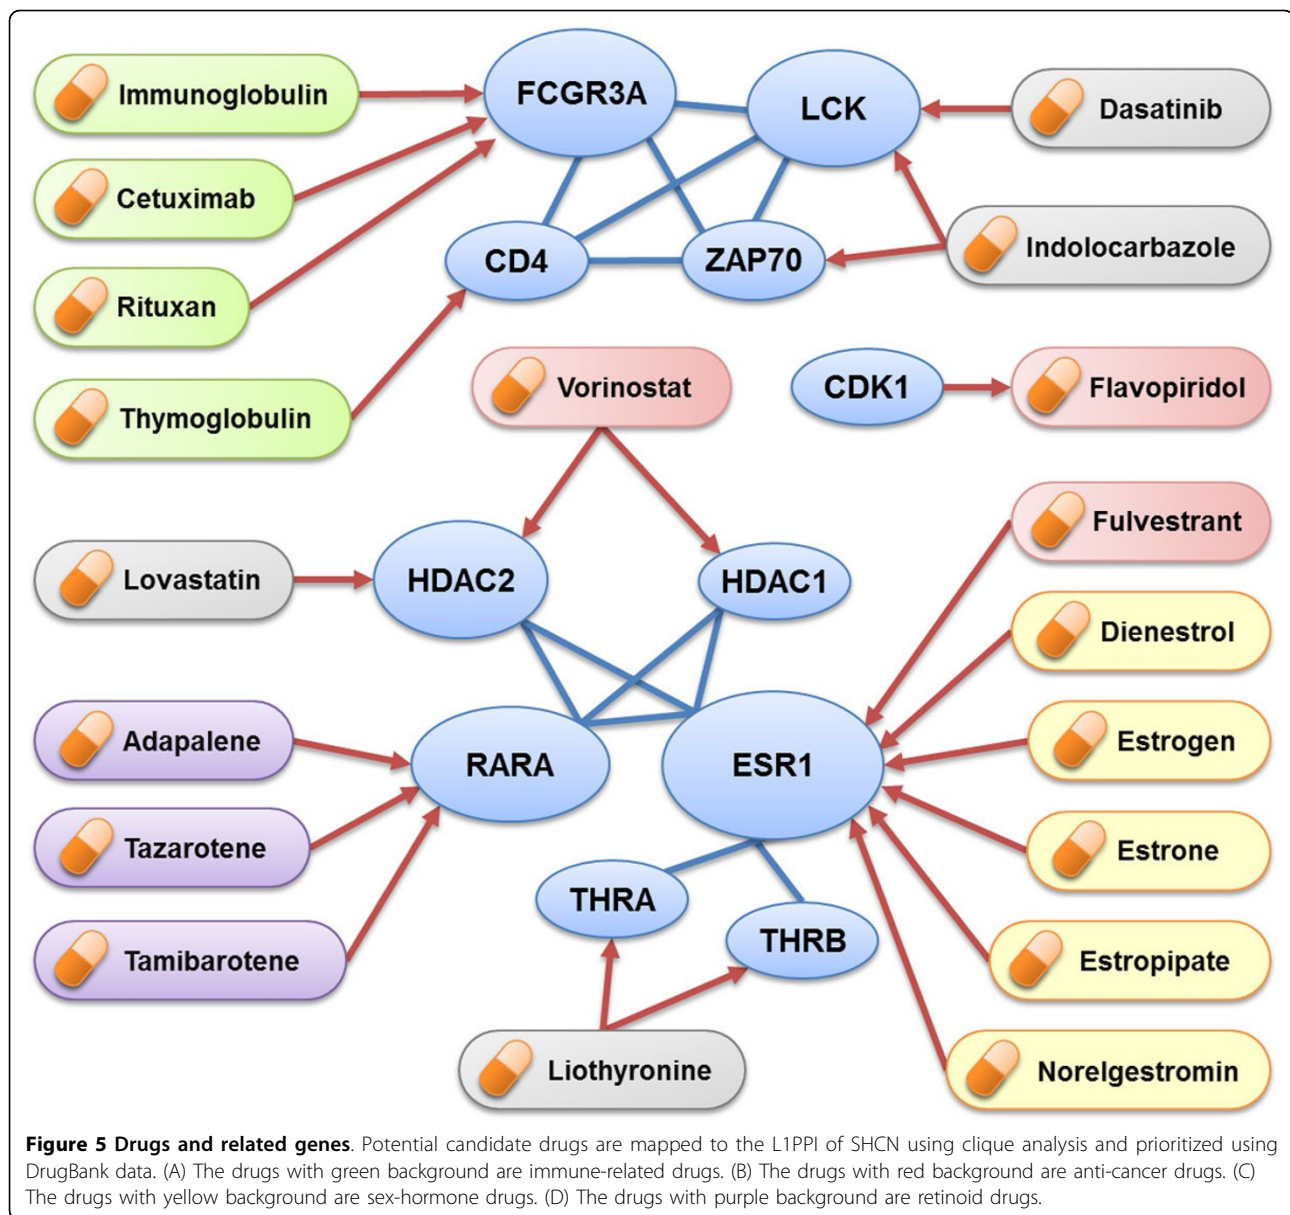 Immunoglobulin
FCGR3A
LCK
Dasatinib
Cetuximab
CD4
ZAP70
Indolocarbazole
Rituxan
Thymoglobulin
Vorinostat
CDK1
Flavopiridol
Fulvestrant
Lovastatin
HDAC2
HDAC1
Dienestrol
Adapalene
RARA
ESR1
Estrogen
Tazarotene
Estrone
THRA
THRB
Tamibarotene
Estropipate
Liothyronine
Norelgestromin
Figure 5 Drugs and related genes. Potential candidate drugs are mapped to the L1PPI of SHCN using clique analysis and prioritized using
DrugBank data. (A) The drugs with green background are immune-related drugs. (B) The drugs with red background are anti-cancer drugs. (C)
The drugs with yellow background are sex-hormone drugs. (D) The drugs with purple background are retinoid drugs.